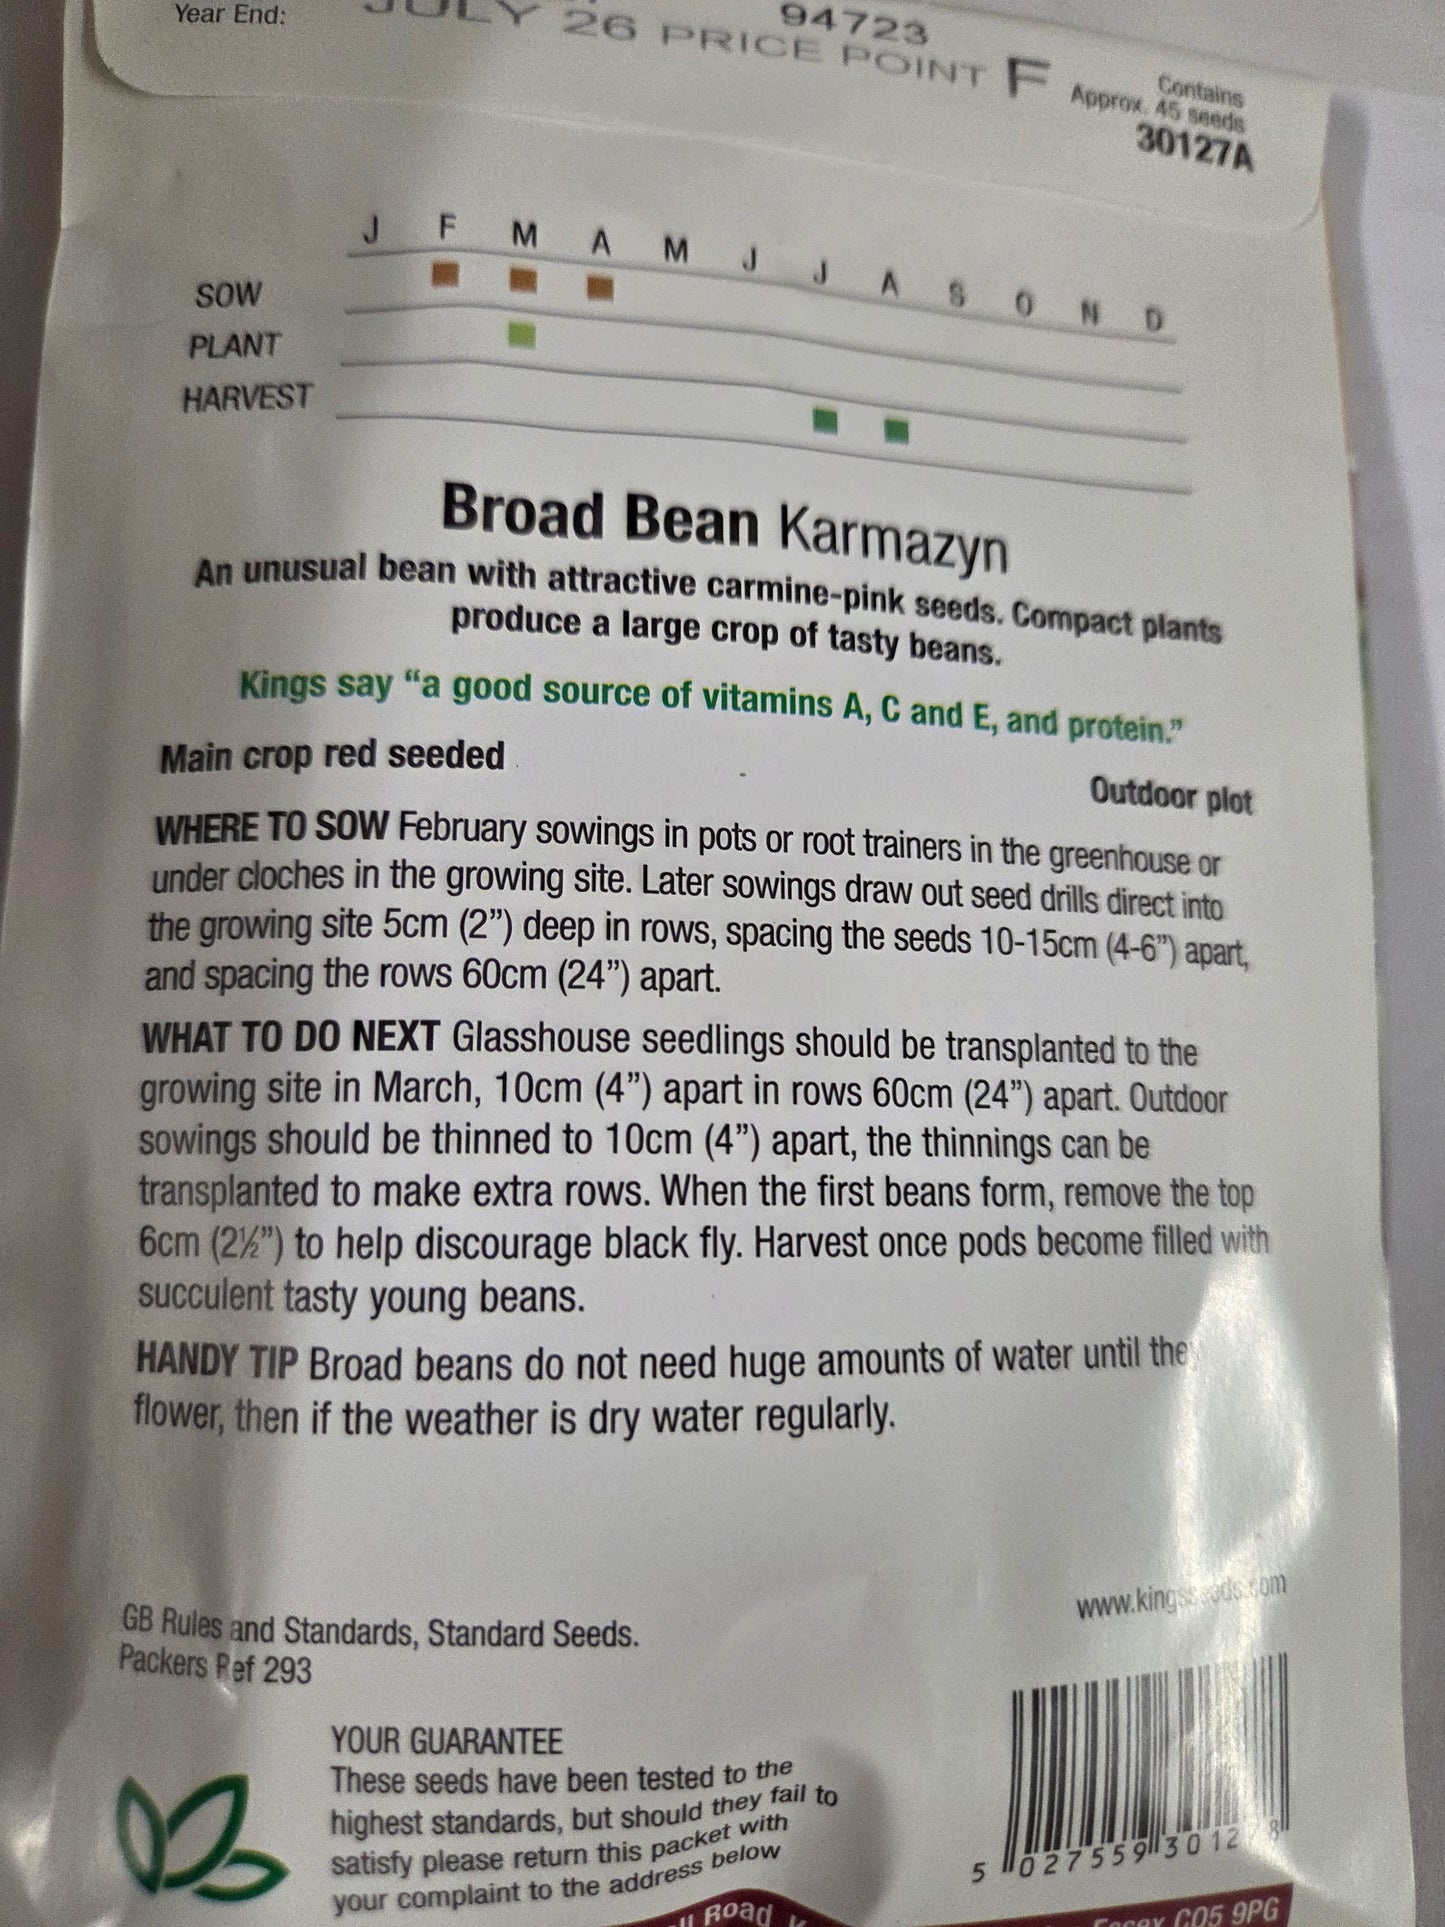 Year End:
JULY 26 PRICE POINT F
94723
Contains
Approx. 45 seeds
30127A
J F M A M J J A S O N D
SOW
PLANT
HARVEST
Broad Bean Karmazyn
An unusual bean with attractive carmine-pink seeds. Compact plants
produce a large crop of tasty beans.
Kings say “a good source of vitamins A, C and E, and protein.”
Main crop red seeded
Outdoor plot
WHERE TO SOW February sowings in pots or root trainers in the greenhouse or
under cloches in the growing site. Later sowings draw out seed drills direct into
the growing site 5cm (2”) deep in rows, spacing the seeds 10-15cm (4-6”) apart,
and spacing the rows 60cm (24”) apart.
WHAT TO DO NEXT Glasshouse seedlings should be transplanted to the
growing site in March, 10cm (4”) apart in rows 60cm (24”) apart. Outdoor
sowings should be thinned to 10cm (4”) apart, the thinnings can be
transplanted to make extra rows. When the first beans form, remove the top
6cm (2½”) to help discourage black fly. Harvest once pods become filled with
succulent tasty young beans.
HANDY TIP Broad beans do not need huge amounts of water until they
flower, then if the weather is dry water regularly.
www.kingsseeds.com
GB Rules and Standards, Standard Seeds.
Packers Ref 293
YOUR GUARANTEE
These seeds have been tested to the
highest standards, but should they fail to
satisfy please return this packet with
your complaint to the address below
5 027559 301278
Road
Essex CO5 9PG